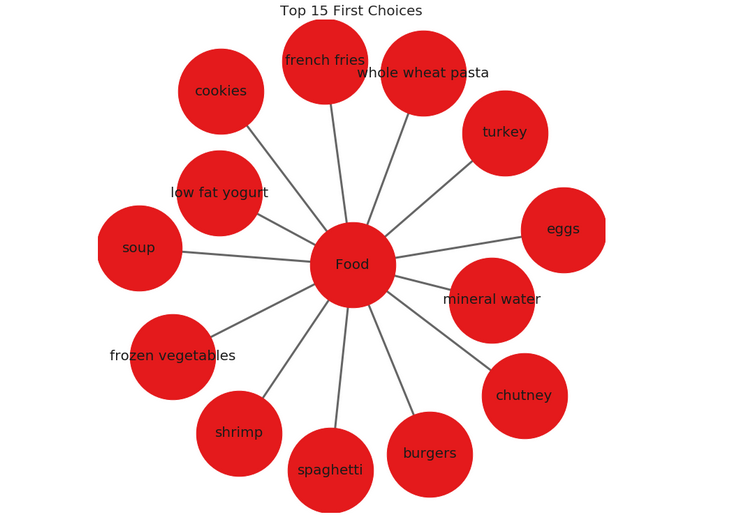 Top 15 First Choices
french fries
whole wheat pasta
cookies
turkey
low fat yogurt
eggs
soup
Food
mineral water
frozen vegetables
chutney
shrimp
burgers
spaghetti